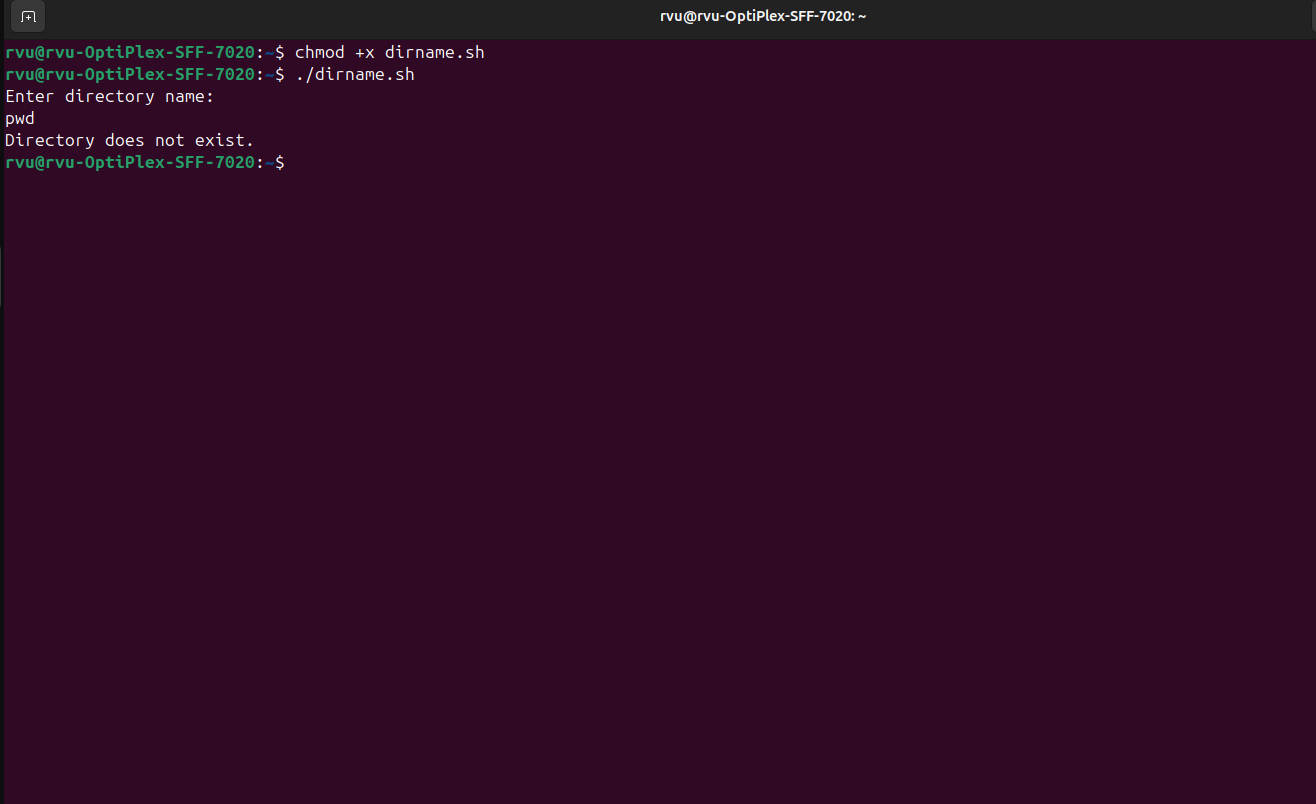 rvu@rvu-OptiPlex-SFF-7020: ~
rvu@rvu-OptiPlex-SFF-7020:~$ chmod +x dirname.sh
rvu@rvu-OptiPlex-SFF-7020:~$ ./dirname.sh
Enter directory name:
pwd
Directory does not exist.
rvu@rvu-OptiPlex-SFF-7020:~$